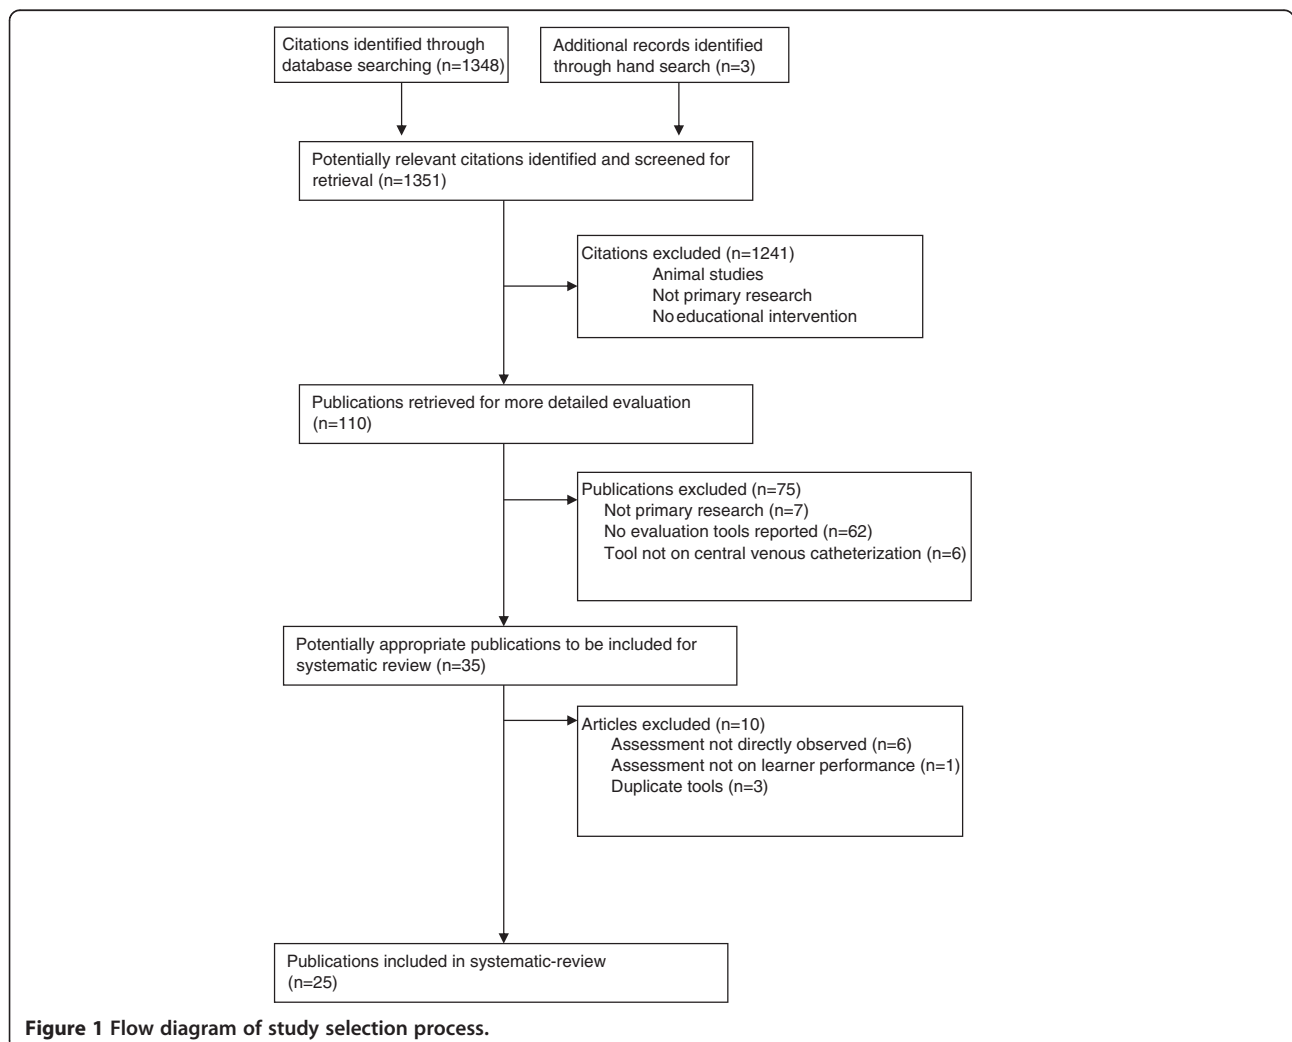 Citations identified through
database searching (n=1348)
Additional records identified
through hand search (n=3)
Potentially relevant citations identified and screened for
retrieval (n=1351)
Citations excluded (n=1241)
Animal studies
Not primary research
No educational intervention
Publications retrieved for more detailed evaluation
(n=110)
Publications excluded (n=75)
Not primary research (n=7)
No evaluation tools reported (n=62)
Tool not on central venous catheterization (n=6)
Potentially appropriate publications to be included for
systematic review (n=35)
Articles excluded (n=10)
Assessment not directly observed (n=6)
Assessment not on learner performance (n=1)
Duplicate tools (n=3)
Publications included in systematic-review
(n=25)
Figure 1 Flow diagram of study selection process.